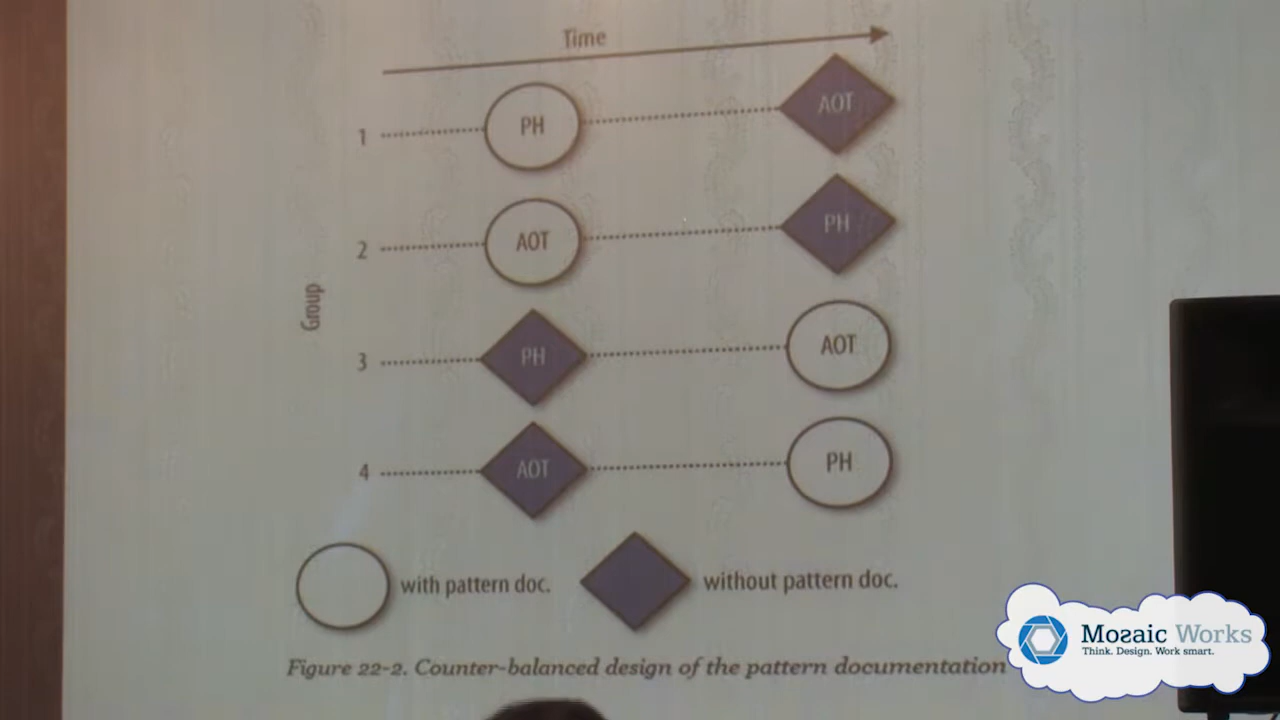 Time
1 PH AOT
2 AOT PH
Group
3 PH AOT
4 AOT PH
with pattern doc. without pattern doc.
Figure 22-2. Counter-balanced design of the pattern documentation
Mozaic Works
Think. Design. Work smart.